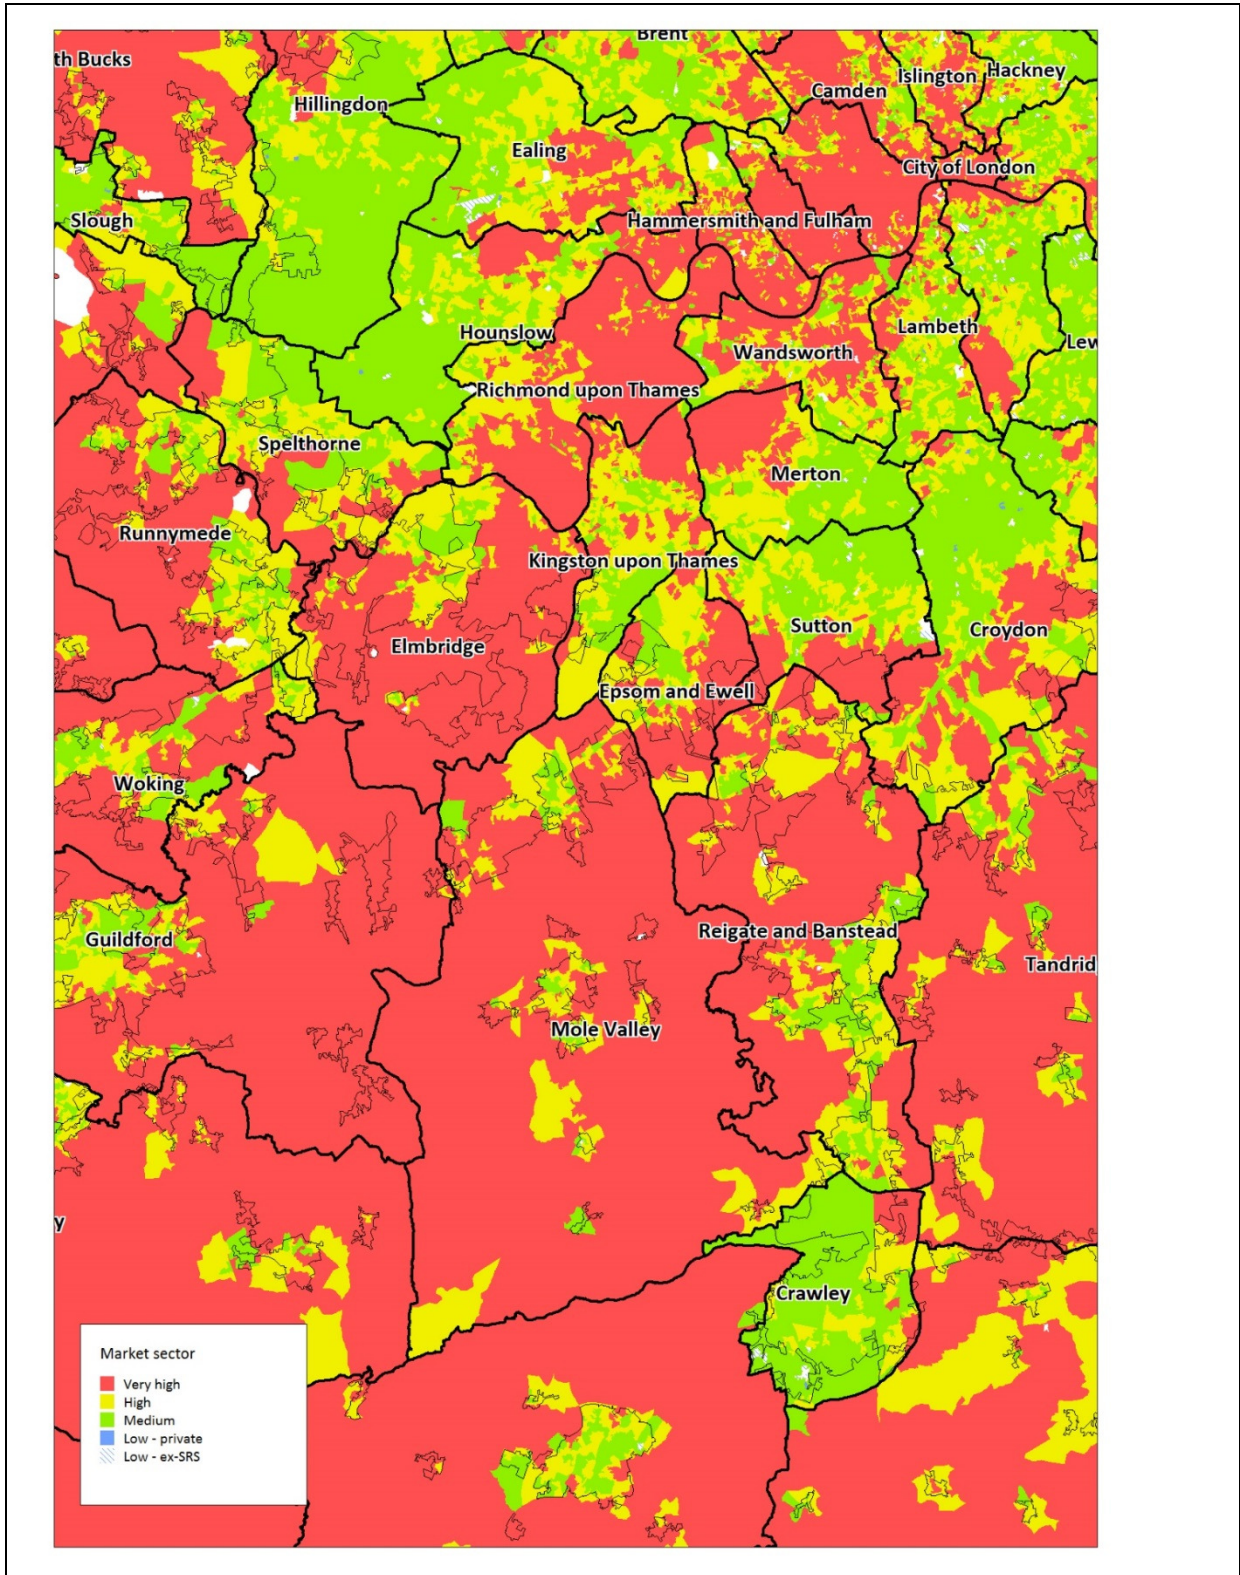 Brent
th Bucks
Islington
Hackney
Camden
Hillingdon
Ealing
City of London
Slough
Hammersmith and Fulham
Hounslow
Lambeth
Wandsworth
Lew
Richmond upon Thames
Spelthorne
Merton
Runnymede
Kingston upon Thames
Sutton
Croydon
Elmbridge
Epsom and Ewell
Woking
Guildford
Reigate and Banstead
Tandrid
Mole Valley
y
Crawley
Market sector
Very high
High
Medium
Low - private
Low - ex-SRS